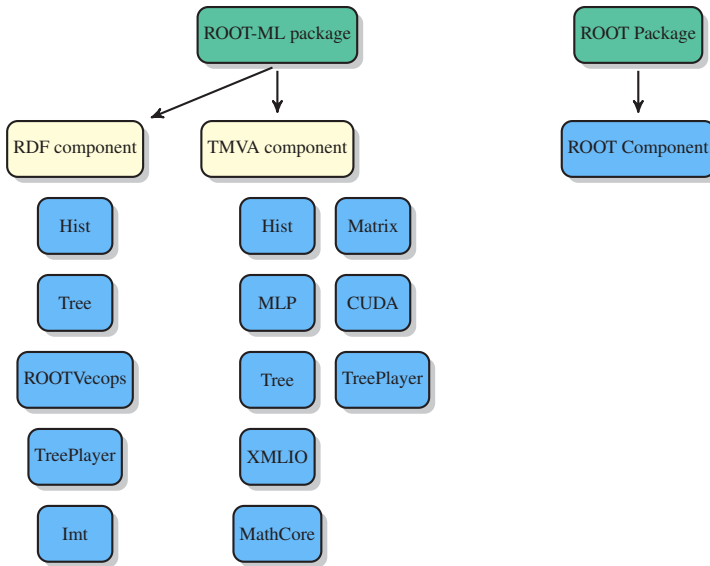 ROOT-ML package
ROOT Package
RDF component
TMVA component
ROOT Component
Hist
Hist
Matrix
Tree
MLP
CUDA
ROOTVecops
Tree
TreePlayer
TreePlayer
XMLIO
Imt
MathCore